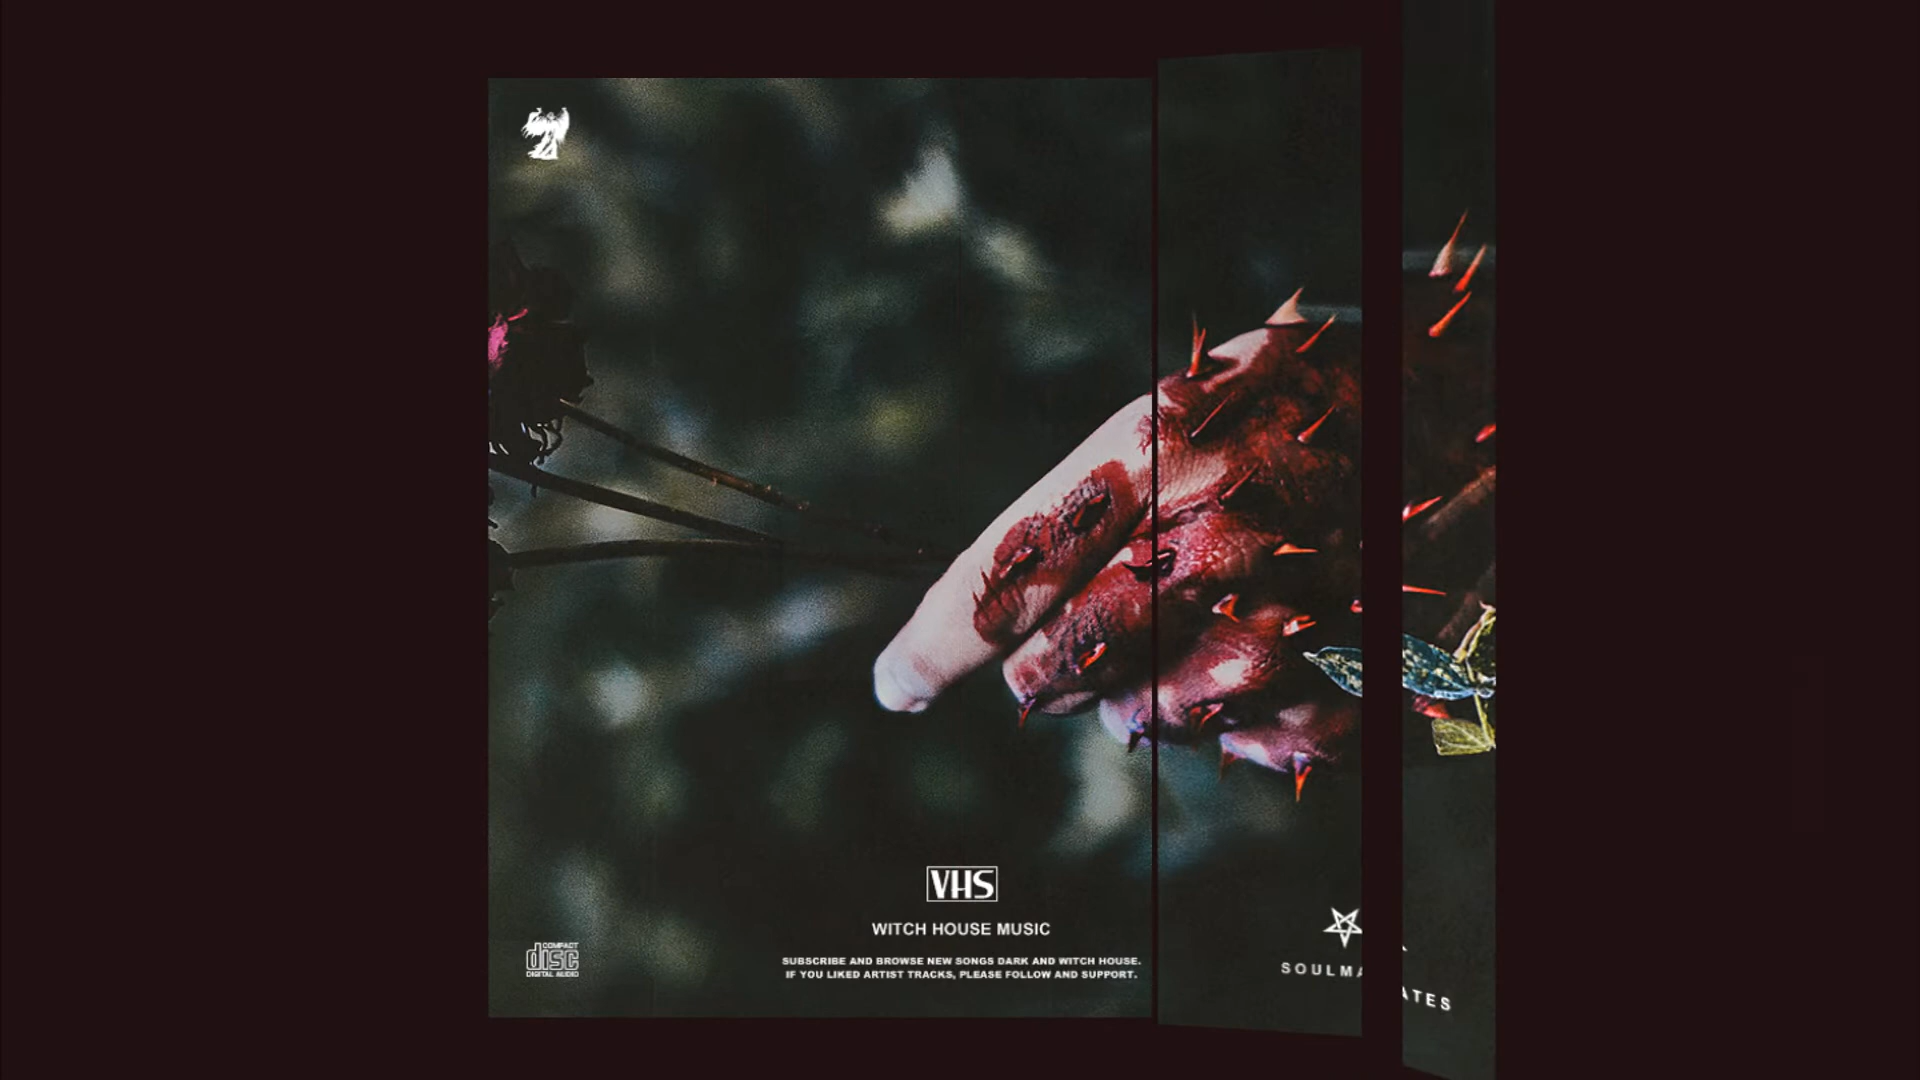 VHS
WITCH HOUSE MUSIC
SUBSCRIBE AND BROWSE NEW SONGS DARK AND WITCH HOUSE.
IF YOU LIKED ARTIST TRACKS, PLEASE FOLLOW AND SUPPORT.
COMPACT
disc
DIGITAL AUDIO
SOULMA
ATES